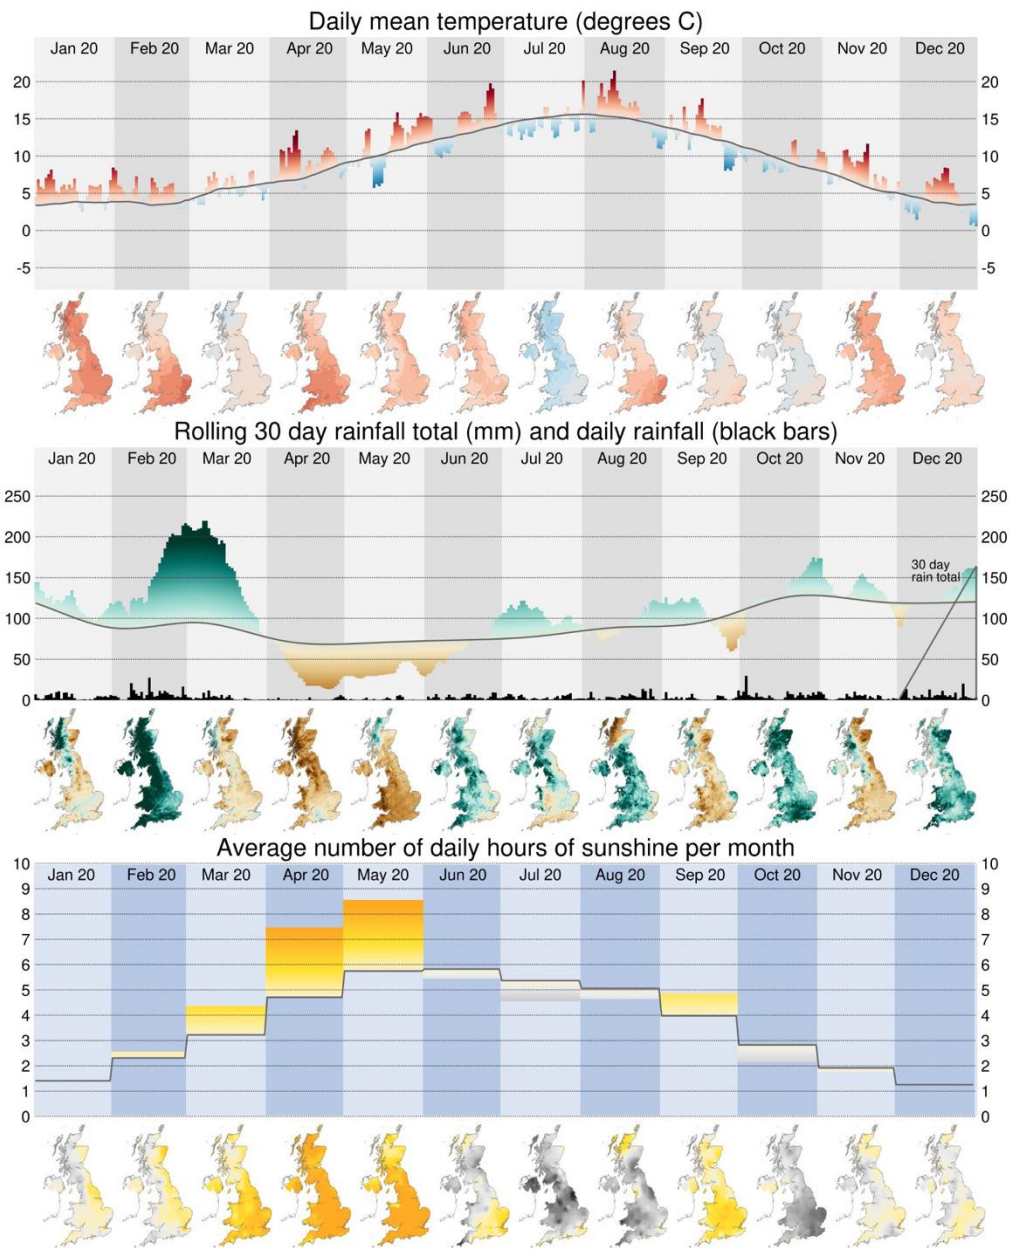 Daily mean temperature (degrees C)
Jan 20 Feb 20 Mar 20 Apr 20 May 20 Jun 20 Jul 20 Aug 20 Sep 20 Oct 20 Nov 20 Dec 20
20 20
15 15
10 10
5 5
0 0
-5 -5
Rolling 30 day rainfall total (mm) and daily rainfall (black bars)
Jan 20 Feb 20 Mar 20 Apr 20 May 20 Jun 20 Jul 20 Aug 20 Sep 20 Oct 20 Nov 20 Dec 20
250 250
200 200
30 day
rain total
150 150
100 100
50 50
0 0
Average number of daily hours of sunshine per month
10 10
Jan 20 Feb 20 Mar 20 Apr 20 May 20 Jun 20 Jul 20 Aug 20 Sep 20 Oct 20 Nov 20 Dec 20
9 9
8 8
7 7
6 6
5 5
4 4
3 3
2 2
1 1
0 0